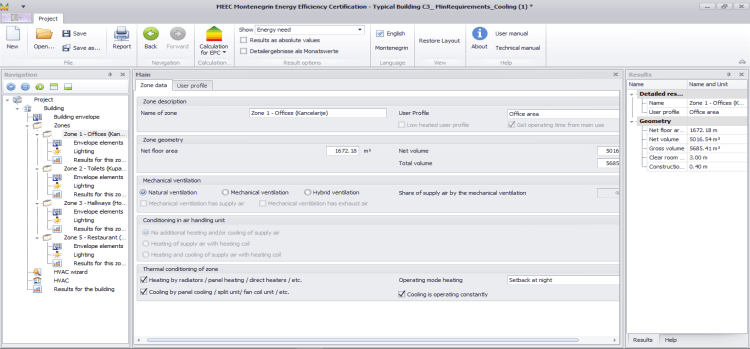 MEEC Montenegrin Energy Efficiency Certification - Typical Building C3_ MinRequirements_Cooling (1) *
Project
New
Open...
Save
Save as...
Report
Back
Forward
Calculation for EPC
Show Energy need
Results as absolute values
Detailergebnisse als Monatswerte
English
Montenegrin
Restore Layout
About
User manual
Technical manual
File
Navigation
Calculation...
Result options
Language
View
Help
Navigation
Project
Building
Building envelope
Zones
Zone 1 - Offices (Kan...
Envelope elements
Lighting
Results for this zo...
Zone 2 - Toilets (Kupa...
Envelope elements
Lighting
Results for this zo...
Zone 3 - Hallways (Ho...
Envelope elements
Lighting
Results for this zo...
Zone 5 - Restaurant (...
Envelope elements
Lighting
Results for this zo...
HVAC wizard
HVAC
Results for the building
Main
Zone data
User profile
Zone description
Name of zone
Zone 1 - Offices (Kancelarije)
User Profile
Office area
Low heated user profile
Get operating time from main use
Zone geometry
Net floor area
1672.18 m²
Net volume
5016
Total volume
5685
Mechanical ventilation
Natural ventilation
Mechanical ventilation
Hybrid ventilation
Share of supply air by the mechanical ventilation
Mechanical ventilation has supply air
Mechanical ventilation has exhaust air
Conditioning in air handling unit
No additional heating and/or cooling of supply air
Heating of supply air with heating coil
Heating and cooling of supply air with heating coil
Thermal conditioning of zone
Heating by radiators / panel heating / direct heaters / etc.
Operating mode heating
Setback at night
Cooling by panel cooling / split unit/ fan coil unit / etc.
Cooling is operating constantly
Results
Name
Name and Unit
Detailed res...
Name
Zone 1 - Offices (K...
User profile
Office area
Geometry
Net floor ar...
1672.18 m²
Net volume
5016.54 m³
Gross volume
5685.41 m³
Clear room ...
3.00 m
Constructio...
0.40 m
Results
Help